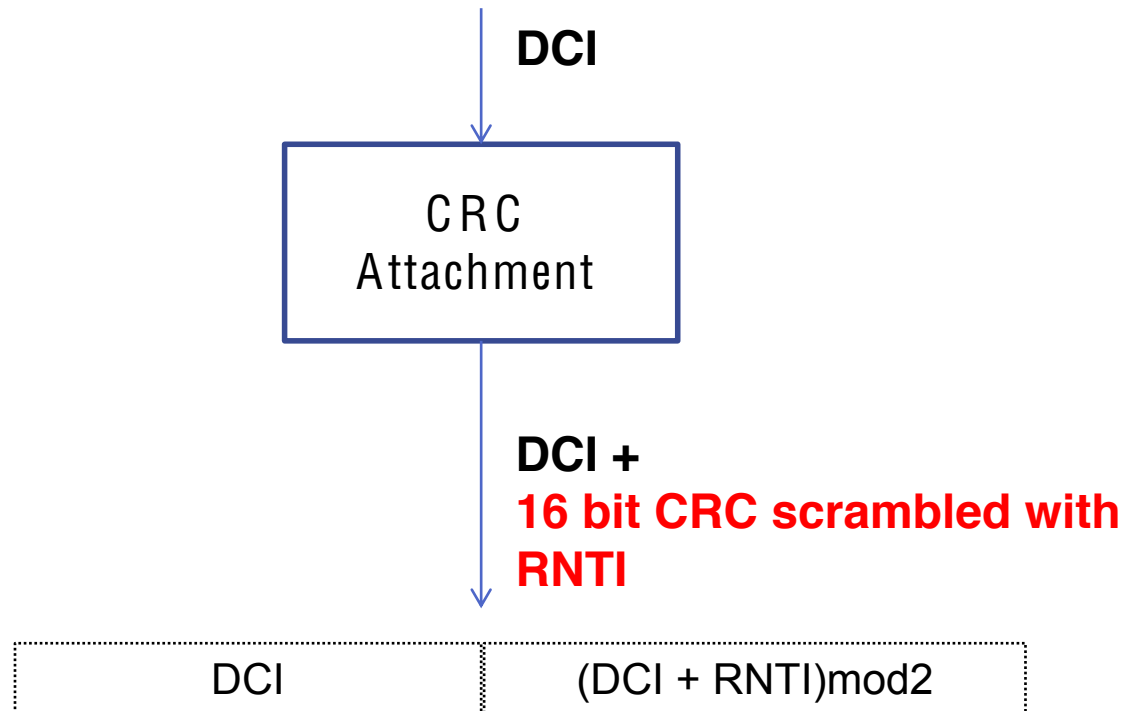 DCI
CRC
Attachment
DCI +
16 bit CRC scrambled with
RNTI
DCI
(DCI + RNTI)mod2